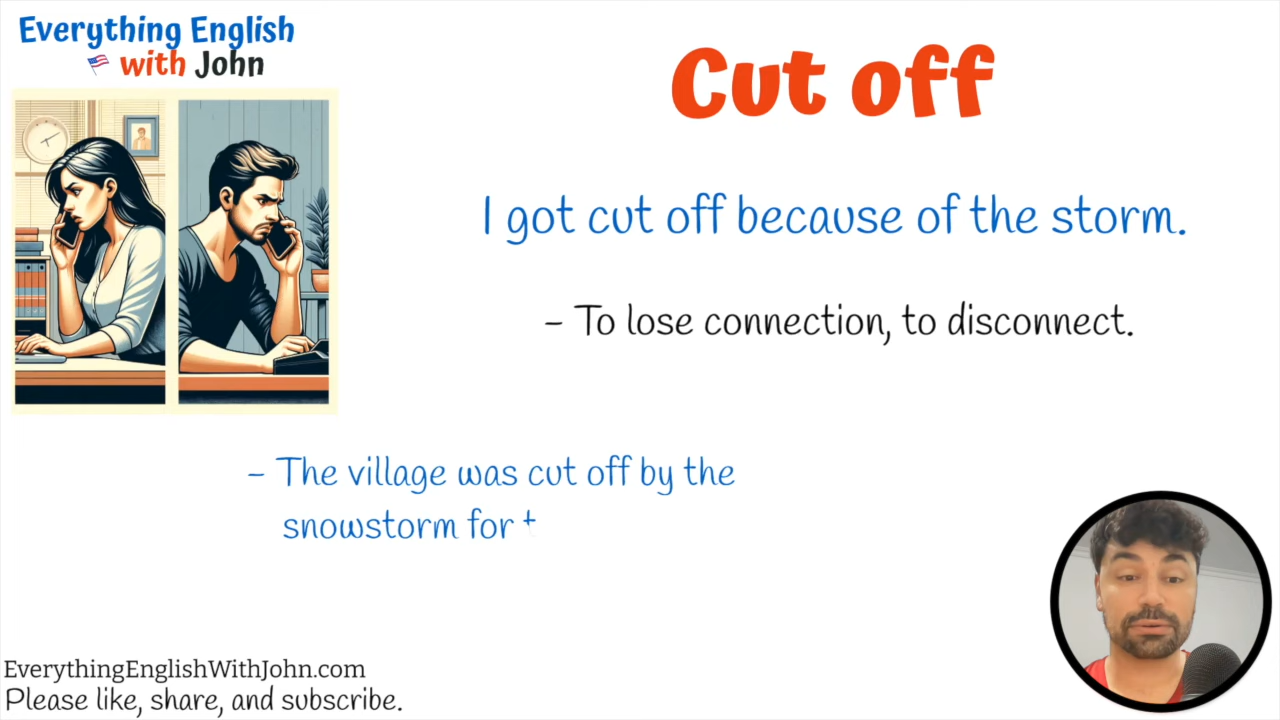 Everything English
with John
Cut off
I got cut off because of the storm.
- To lose connection, to disconnect.
- The village was cut off by the
snowstorm for t
EverythingEnglishWithJohn.com
Please like, share, and subscribe.